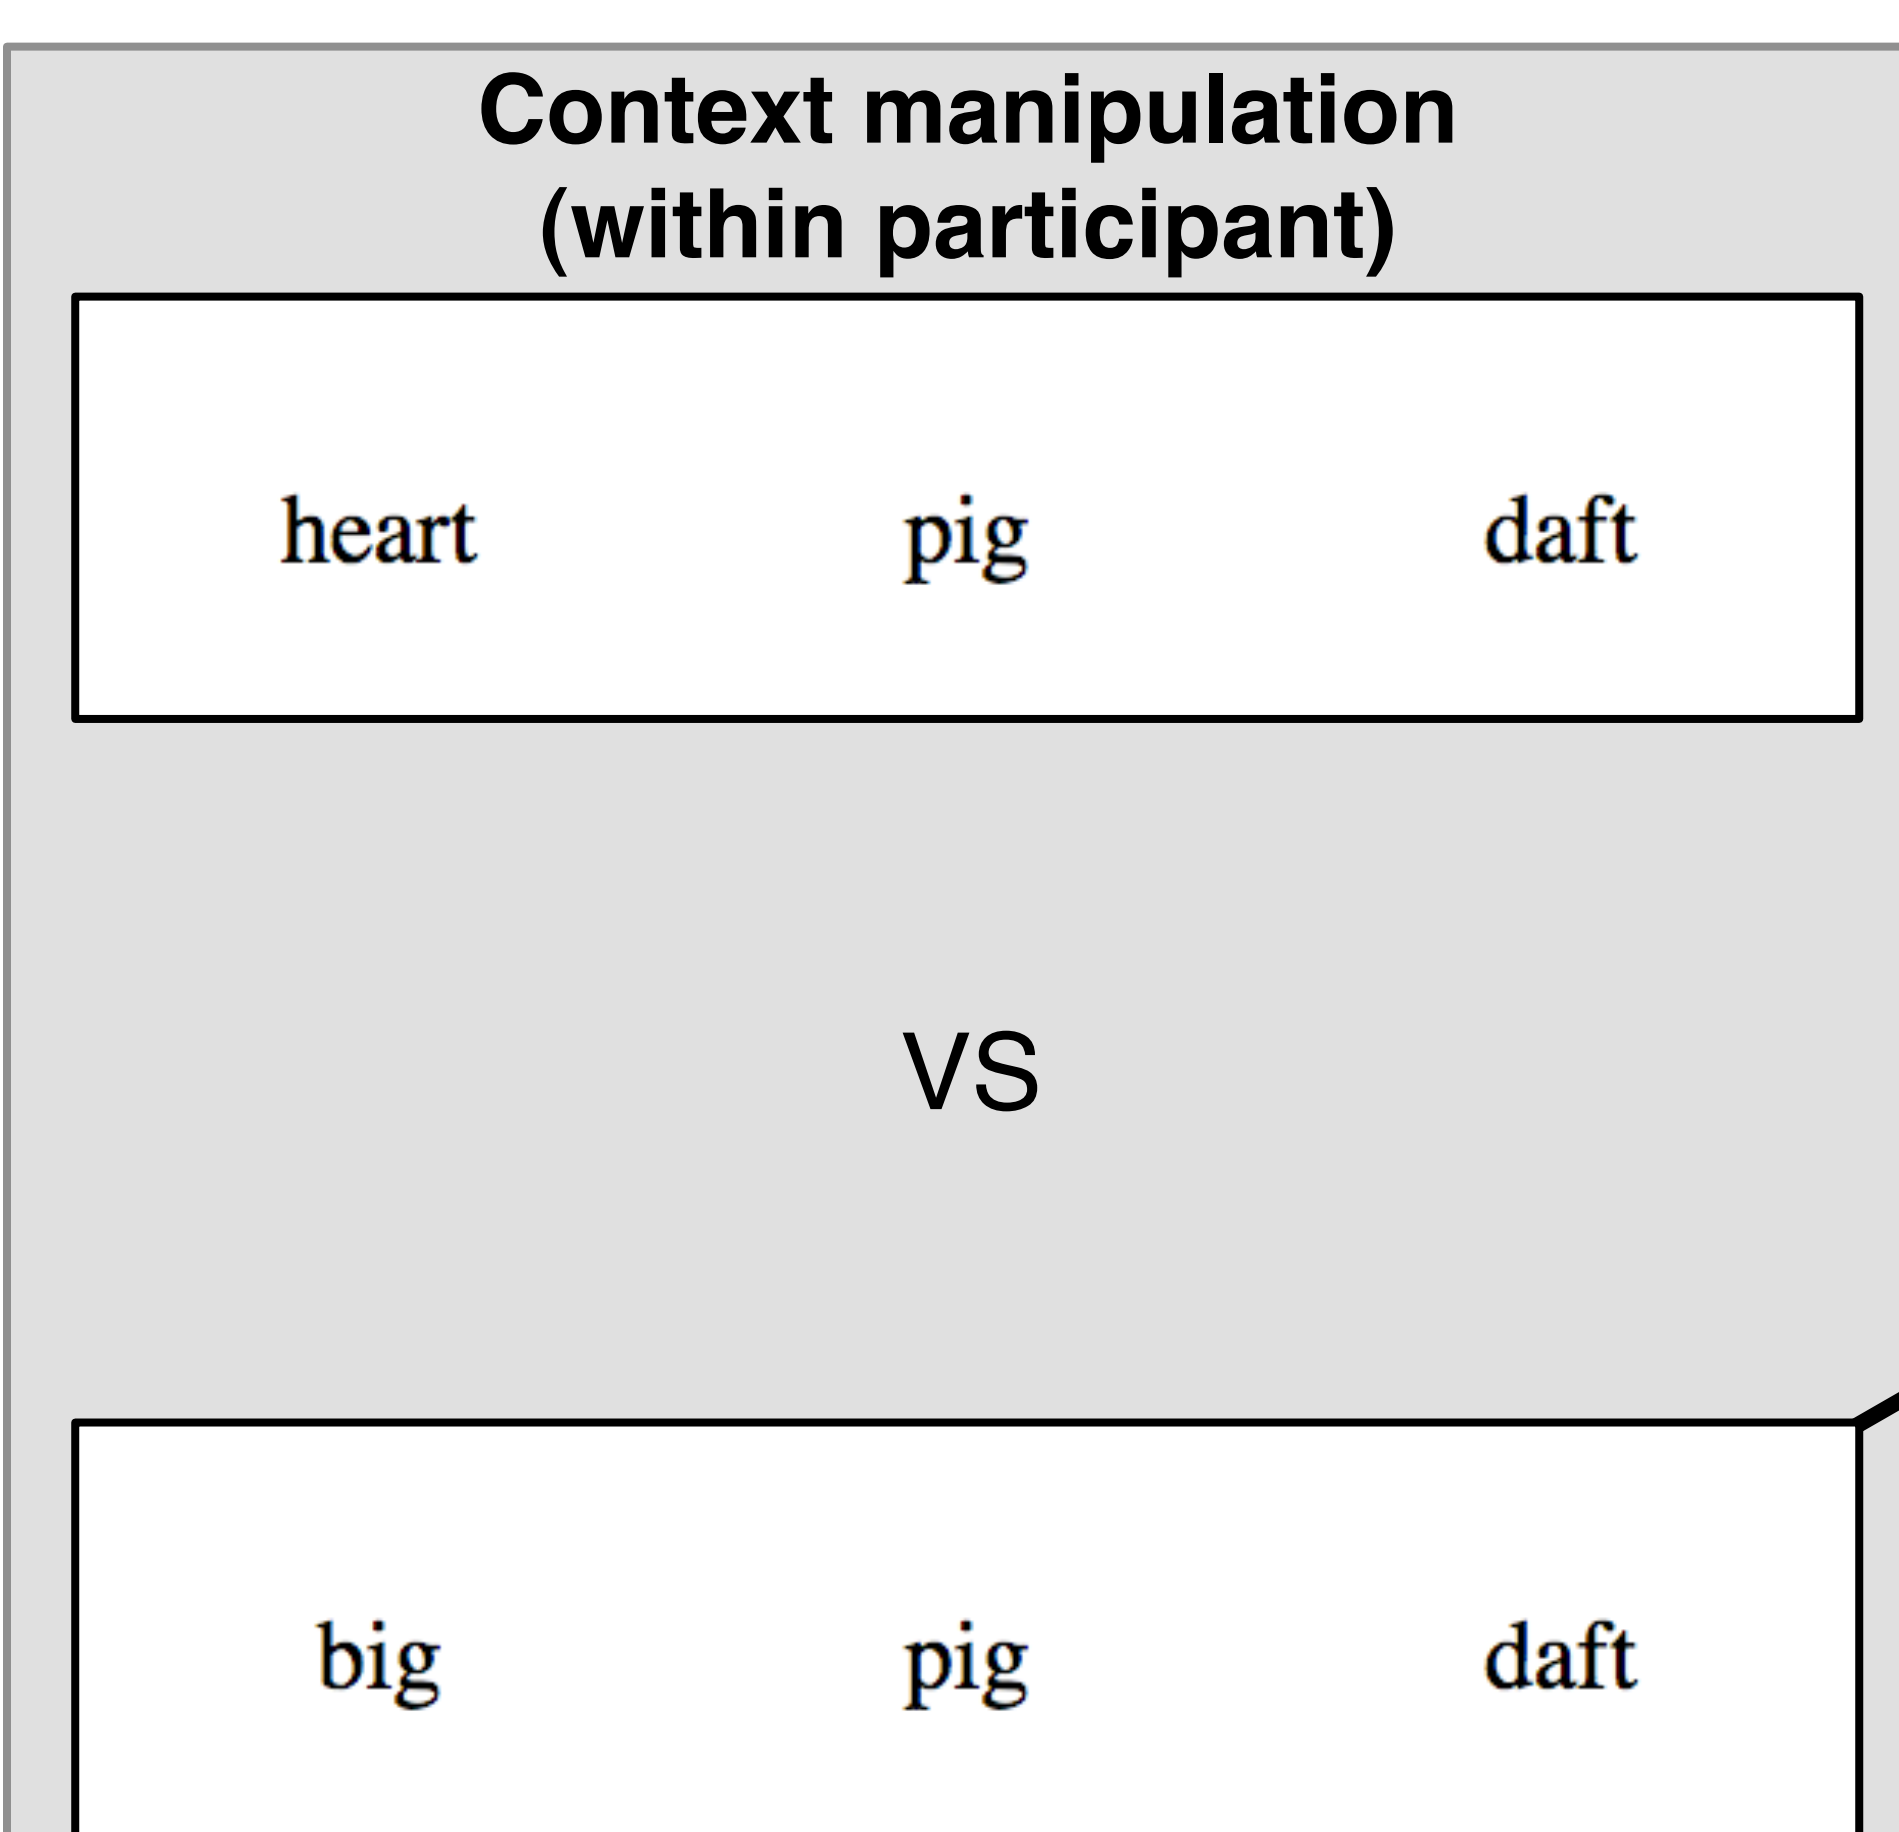 Context manipulation
(within participant)
heart pig daft
VS
big pig daft